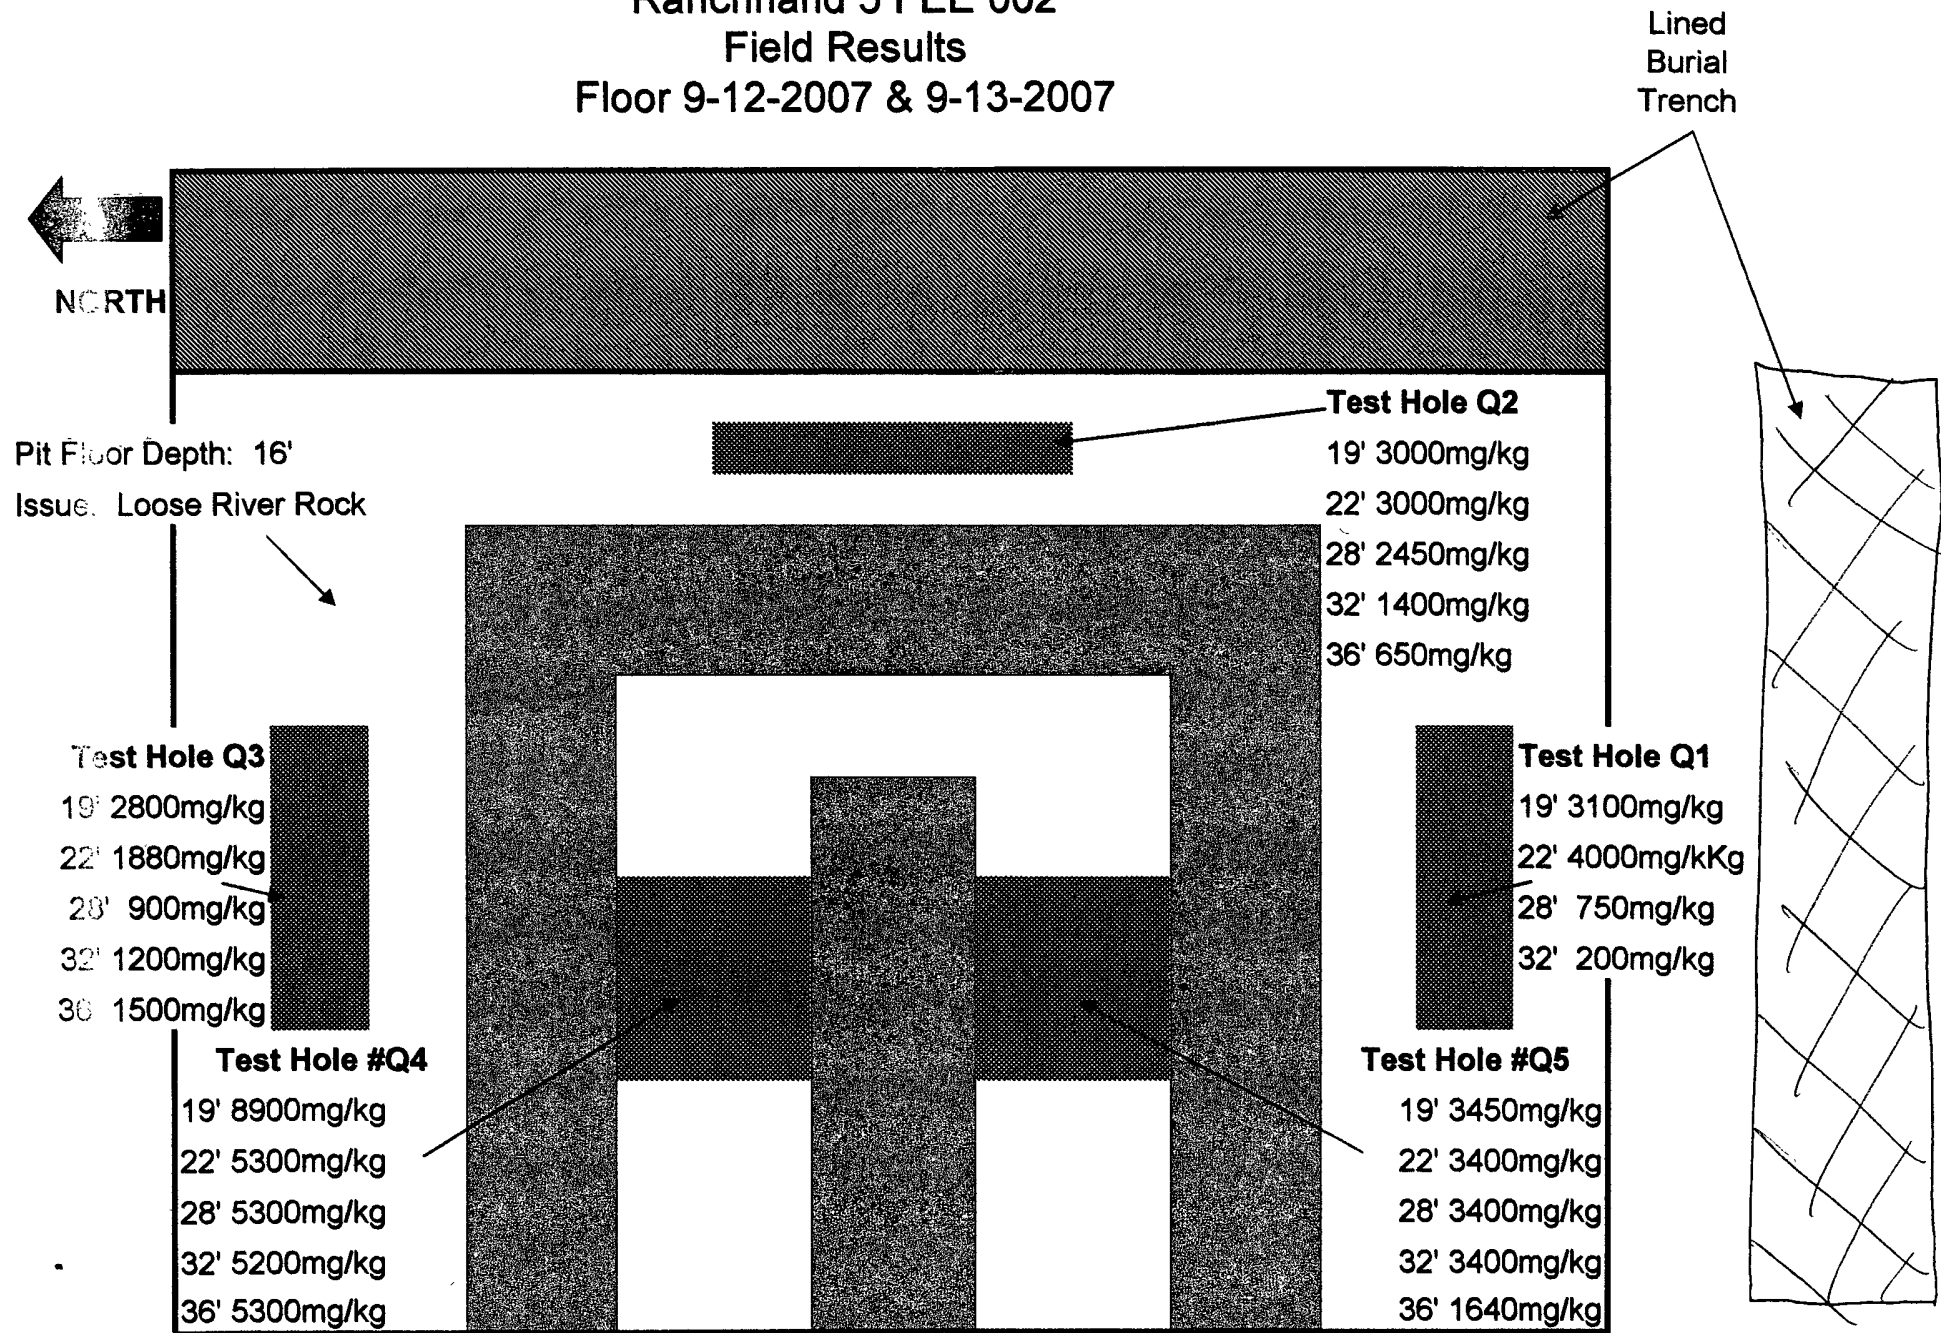 Field Results
Floor 9-12-2007 & 9-13-2007
Lined
Burial
Trench
NORTH
Pit Floor Depth: 16'
Issue. Loose River Rock
Test Hole Q2
19' 3000mg/kg
22' 3000mg/kg
28' 2450mg/kg
32' 1400mg/kg
36' 650mg/kg
Test Hole Q3
19' 2800mg/kg
22' 1880mg/kg
28' 900mg/kg
32' 1200mg/kg
36 1500mg/kg
Test Hole Q1
19' 3100mg/kg
22' 4000mg/kKg
28' 750mg/kg
32' 200mg/kg
Test Hole #Q4
19' 8900mg/kg
22' 5300mg/kg
28' 5300mg/kg
32' 5200mg/kg
36' 5300mg/kg
Test Hole #Q5
19' 3450mg/kg
22' 3400mg/kg
28' 3400mg/kg
32' 3400mg/kg
36' 1640mg/kg